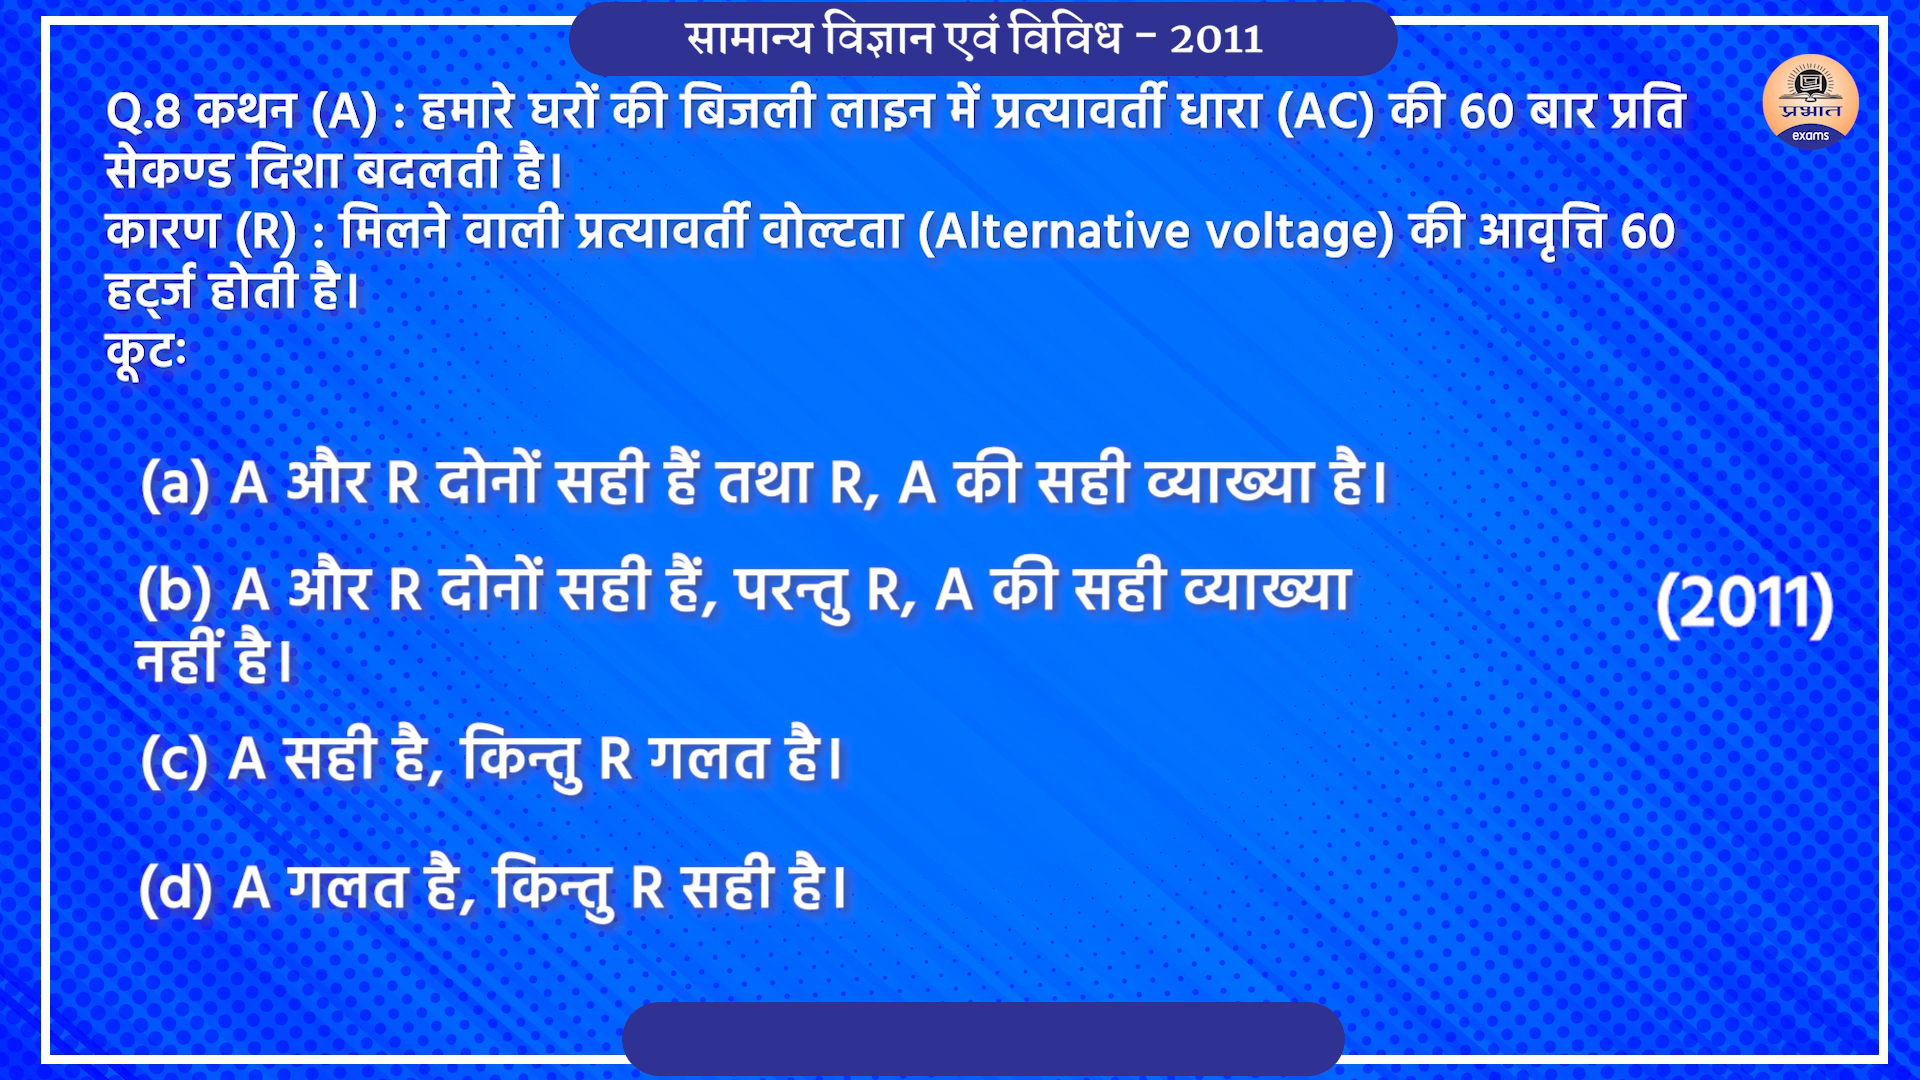 सामान्य विज्ञान एवं विविध – 2011
प्रभात
exams
Q.8 कथन (A) : हमारे घरों की बिजली लाइन में प्रत्यावर्ती धारा (AC) की 60 बार प्रति
सेकण्ड दिशा बदलती है।
कारण (R) : मिलने वाली प्रत्यावर्ती वोल्टता (Alternative voltage) की आवृत्ति 60
हर्ट्ज होती है।
कूटः
(a) A और R दोनों सही हैं तथा R, A की सही व्याख्या है।
(b) A और R दोनों सही हैं, परन्तु R, A की सही व्याख्या
नहीं है।
(2011)
(c) A सही है, किन्तु R गलत है।
(d) A गलत है, किन्तु R सही है।